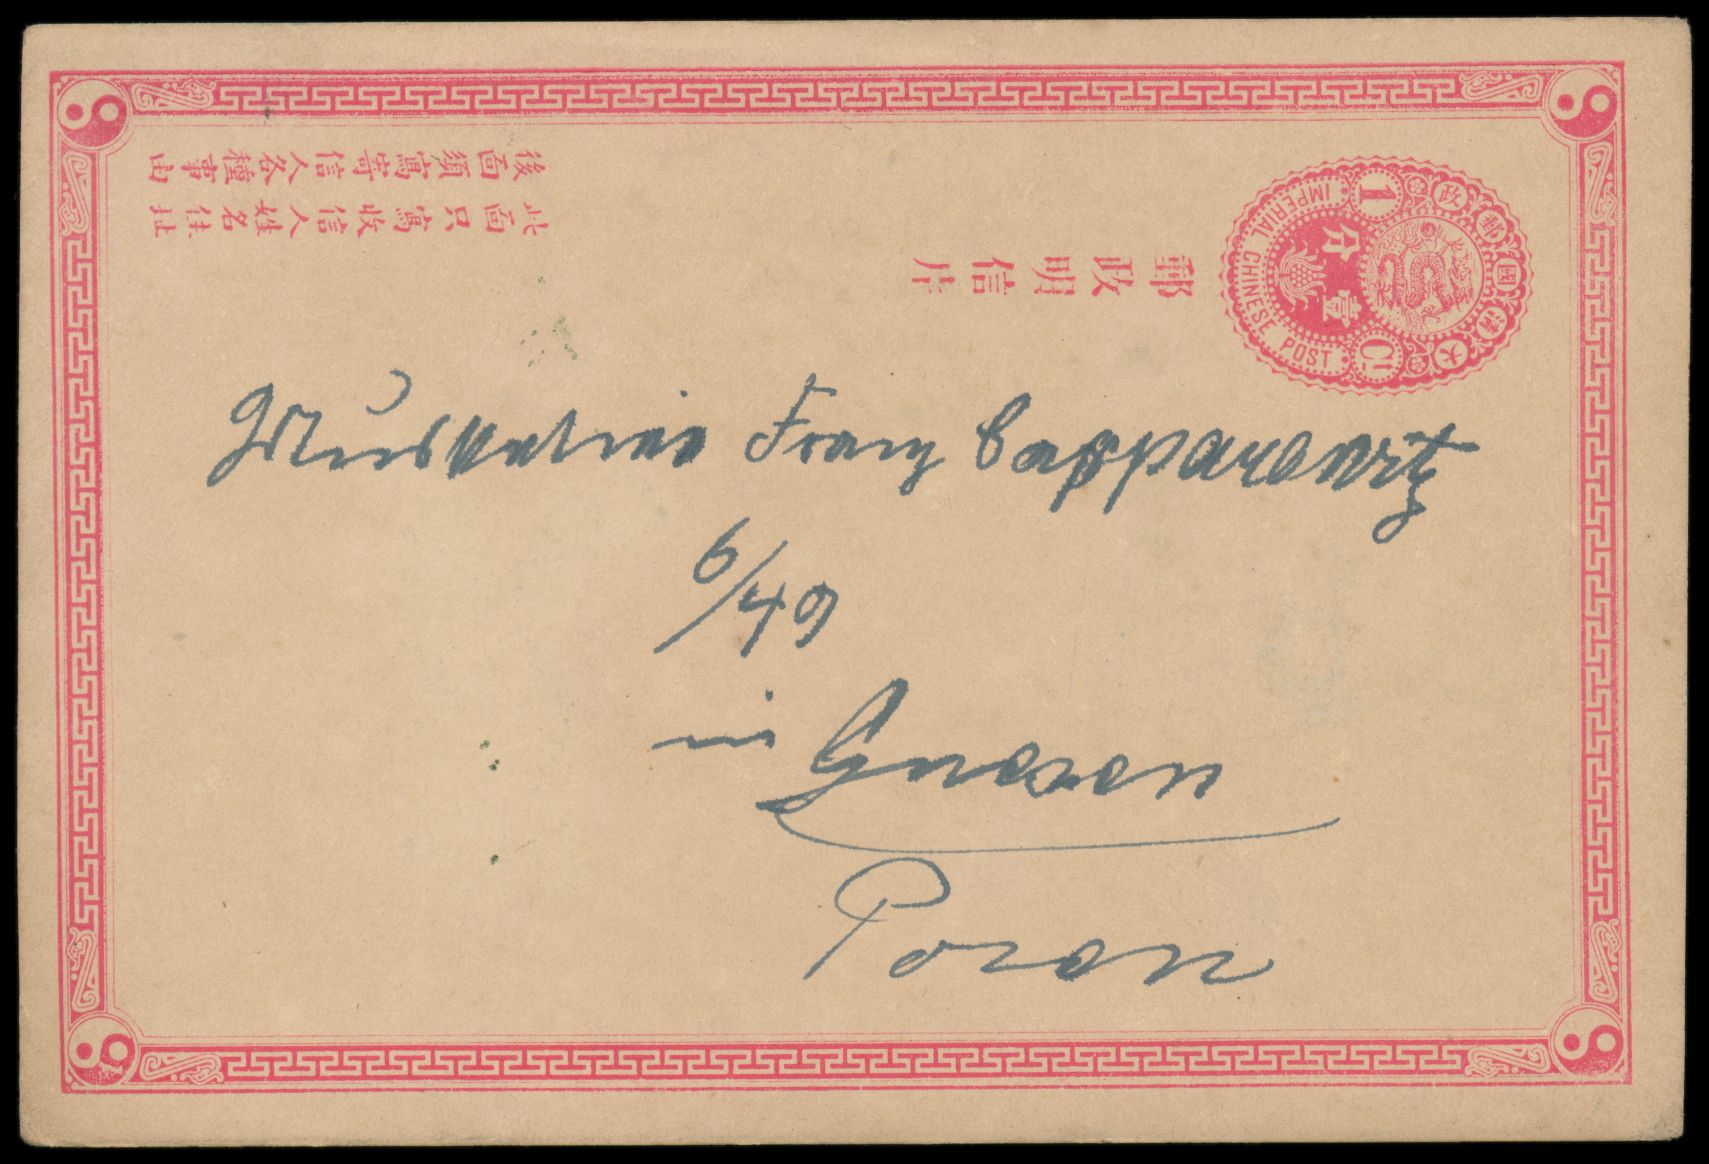 大清國郵政
壹分
1 Ct
IMPERIAL CHINESE POST
郵政明信片
此面只寫收信人姓名住址
後面須寫寄信人各種事由
Musketier Franz
6/49
in Gnesen
Posen